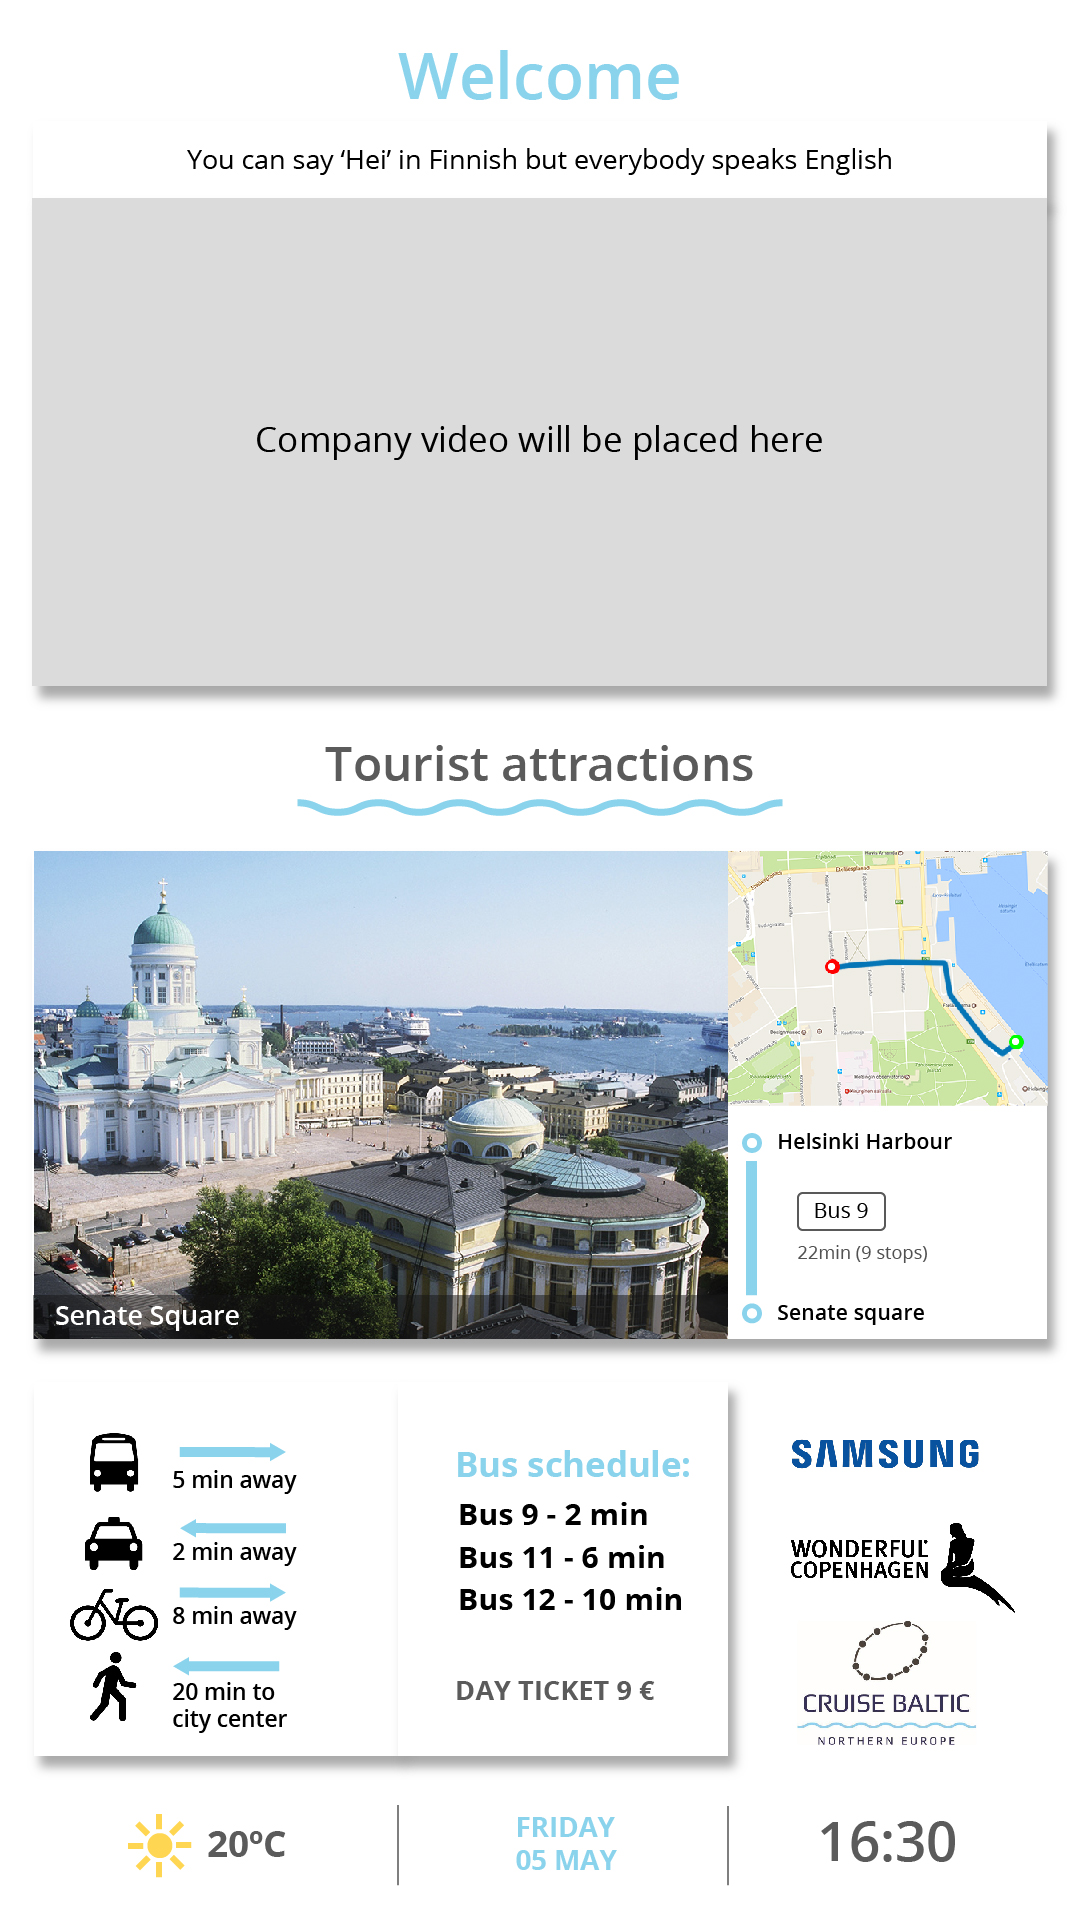 Welcome
You can say ‘Hei’ in Finnish but everybody speaks English
Company video will be placed here
Tourist attractions
Senate Square
Helsinki Harbour
Bus 9
22min (9 stops)
Senate square
5 min away
2 min away
8 min away
20 min to
city center
Bus schedule:
Bus 9 - 2 min
Bus 11 - 6 min
Bus 12 - 10 min
DAY TICKET 9 €
SAMSUNG
WONDERFUL
COPENHAGEN
CRUISE BALTIC
NORTHERN EUROPE
20ºC
FRIDAY
05 MAY
16:30